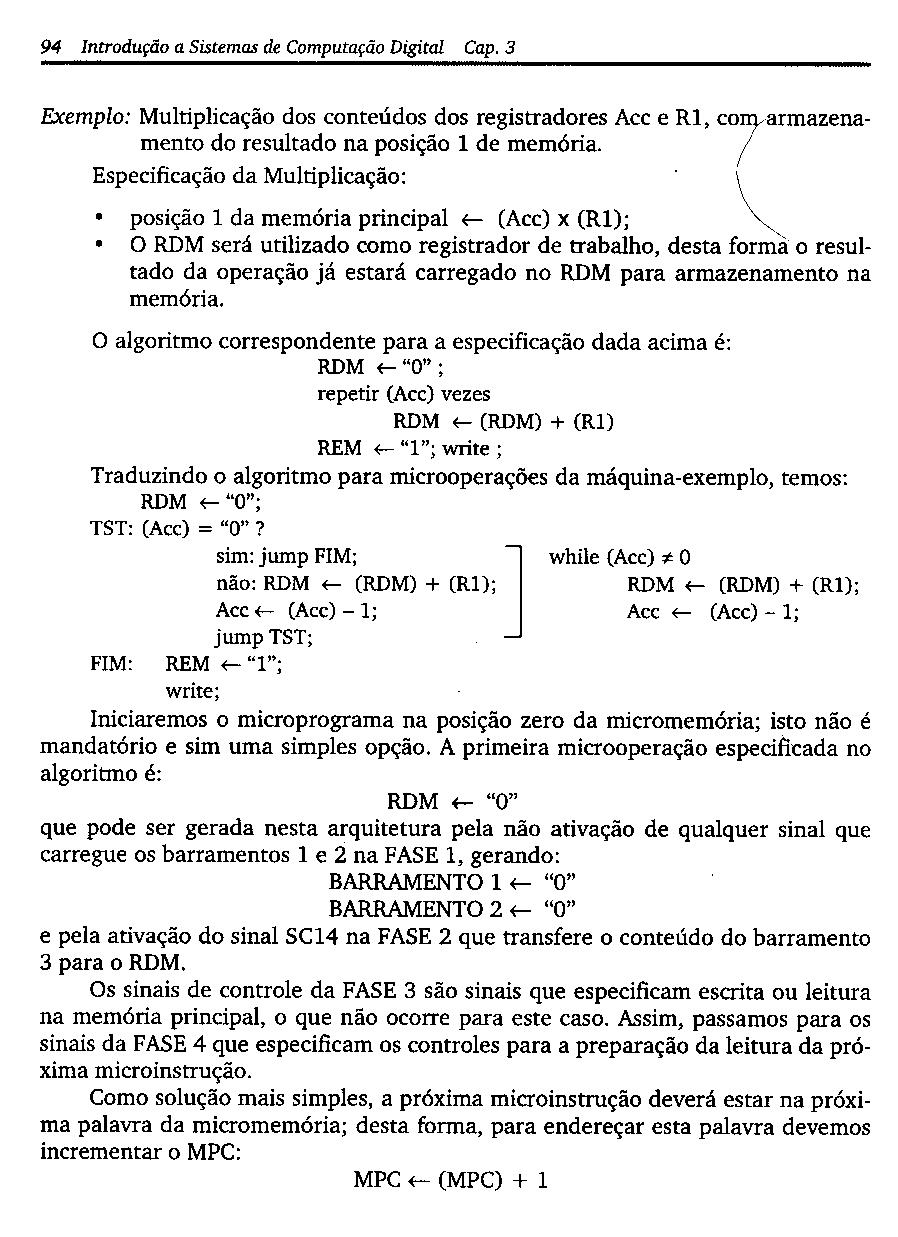 94 Introdução a Sistemas de Computação Digital Cap. 3
Exemplo: Multiplicação dos conteúdos dos registradores Acc e R1, com armazena-
mento do resultado na posição 1 de memória.
Especificação da Multiplicação:
• posição 1 da memória principal ← (Acc) x (R1);
• O RDM será utilizado como registrador de trabalho, desta forma o resul-
tado da operação já estará carregado no RDM para armazenamento na
memória.
O algoritmo correspondente para a especificação dada acima é:
RDM ← “0” ;
repetir (Acc) vezes
RDM ← (RDM) + (R1)
REM ← “1”; write ;
Traduzindo o algoritmo para microoperações da máquina-exemplo, temos:
RDM ← “0”;
TST: (Acc) = “0” ?
sim: jump FIM; while (Acc) ≠ 0
não: RDM ← (RDM) + (R1); RDM ← (RDM) + (R1);
Acc ← (Acc) – 1; Acc ← (Acc) – 1;
jump TST;
FIM: REM ← “1”;
write;
Iniciaremos o microprograma na posição zero da micromemória; isto não é
mandatório e sim uma simples opção. A primeira microoperação especificada no
algoritmo é:
RDM ← “0”
que pode ser gerada nesta arquitetura pela não ativação de qualquer sinal que
carregue os barramentos 1 e 2 na FASE 1, gerando:
BARRAMENTO 1 ← “0”
BARRAMENTO 2 ← “0”
e pela ativação do sinal SC14 na FASE 2 que transfere o conteúdo do barramento
3 para o RDM.
Os sinais de controle da FASE 3 são sinais que especificam escrita ou leitura
na memória principal, o que não ocorre para este caso. Assim, passamos para os
sinais da FASE 4 que especificam os controles para a preparação da leitura da pró-
xima microinstrução.
Como solução mais simples, a próxima microinstrução deverá estar na próxi-
ma palavra da micromemória; desta forma, para endereçar esta palavra devemos
incrementar o MPC:
MPC ← (MPC) + 1